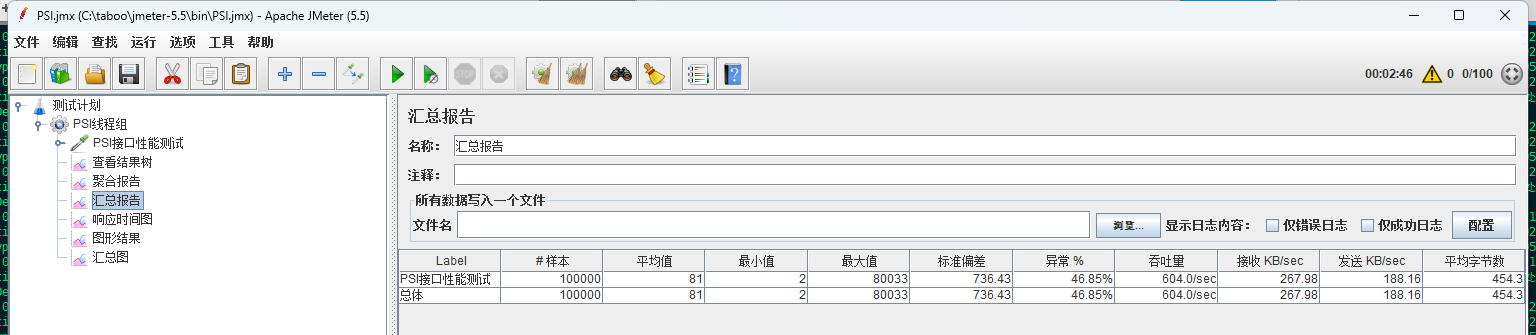 PSI.jmx (C:\taboo\jmeter-5.5\bin\PSI.jmx) - Apache JMeter (5.5)
文件 编辑 查找 运行 选项 工具 帮助
STOP
00:02:46 0 0/100
测试计划
PSI线程组
PSI接口性能测试
查看结果树
聚合报告
汇总报告
响应时间图
图形结果
汇总图
汇总报告
名称: 汇总报告
注释:
所有数据写入一个文件
文件名 浏览... 显示日志内容: 仅错误日志 仅成功日志 配置
Label # 样本 平均值 最小值 最大值 标准偏差 异常 % 吞吐量 接收 KB/sec 发送 KB/sec 平均字节数
PSI接口性能测试 100000 81 2 80033 736.43 46.85% 604.0/sec 267.98 188.16 454.3
总体 100000 81 2 80033 736.43 46.85% 604.0/sec 267.98 188.16 454.3